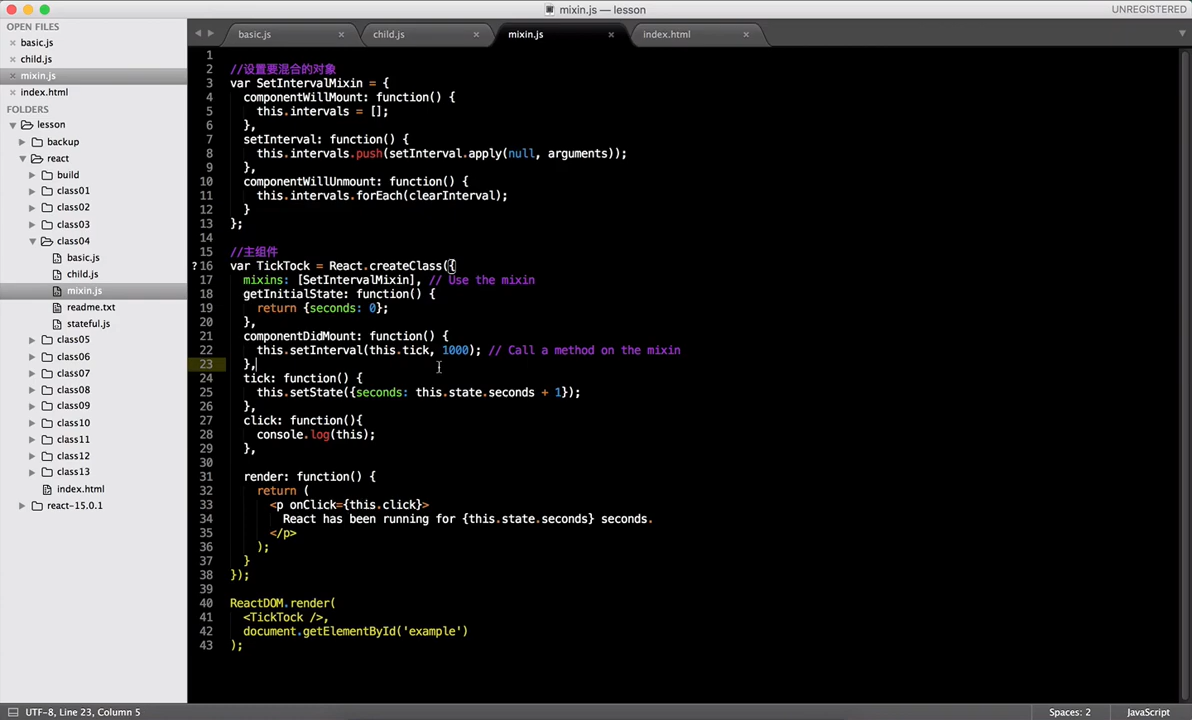 mixin.js — lesson
UNREGISTERED
OPEN FILES
basic.js
child.js
mixin.js
index.html
FOLDERS
lesson
backup
react
build
class01
class02
class03
class04
basic.js
child.js
mixin.js
readme.txt
stateful.js
class05
class06
class07
class08
class09
class10
class11
class12
class13
index.html
react-15.0.1
basic.js
child.js
mixin.js
index.html
1
2 //设置要混合的对象
3 var SetIntervalMixin = {
4 componentWillMount: function() {
5 this.intervals = [];
6 },
7 setInterval: function() {
8 this.intervals.push(setInterval.apply(null, arguments));
9 },
10 componentWillUnmount: function() {
11 this.intervals.forEach(clearInterval);
12 }
13 };
14
15 //主组件
?16 var TickTock = React.createClass({
17 mixins: [SetIntervalMixin], // Use the mixin
18 getInitialState: function() {
19 return {seconds: 0};
20 },
21 componentDidMount: function() {
22 this.setInterval(this.tick, 1000); // Call a method on the mixin
23 },
24 tick: function() {
25 this.setState({seconds: this.state.seconds + 1});
26 },
27 click: function(){
28 console.log(this);
29 },
30
31 render: function() {
32 return (
33 <p onClick={this.click}>
34 React has been running for {this.state.seconds} seconds.
35 </p>
36 );
37 }
38 });
39
40 ReactDOM.render(
41 <TickTock />,
42 document.getElementById('example')
43 );
UTF-8, Line 23, Column 5
Spaces: 2
JavaScript